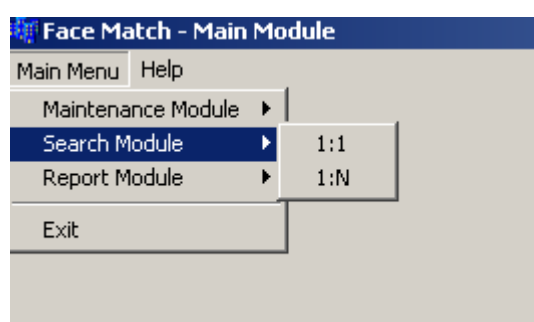 Face Match - Main Module
Main Menu Help
Maintenance Module
Search Module
1:1
Report Module
1:N
Exit